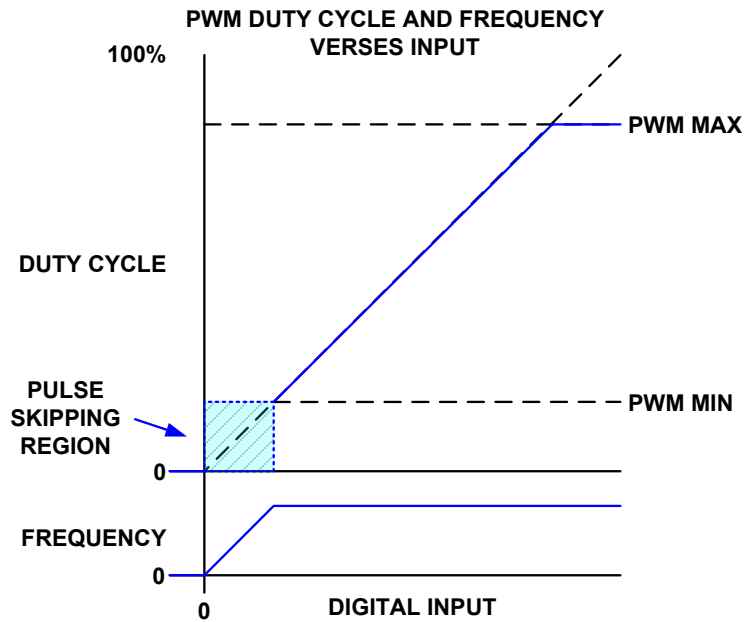 PWM DUTY CYCLE AND FREQUENCY
VERSES INPUT
100%
PWM MAX
DUTY CYCLE
PULSE
SKIPPING
REGION
PWM MIN
0
FREQUENCY
0
0
DIGITAL INPUT